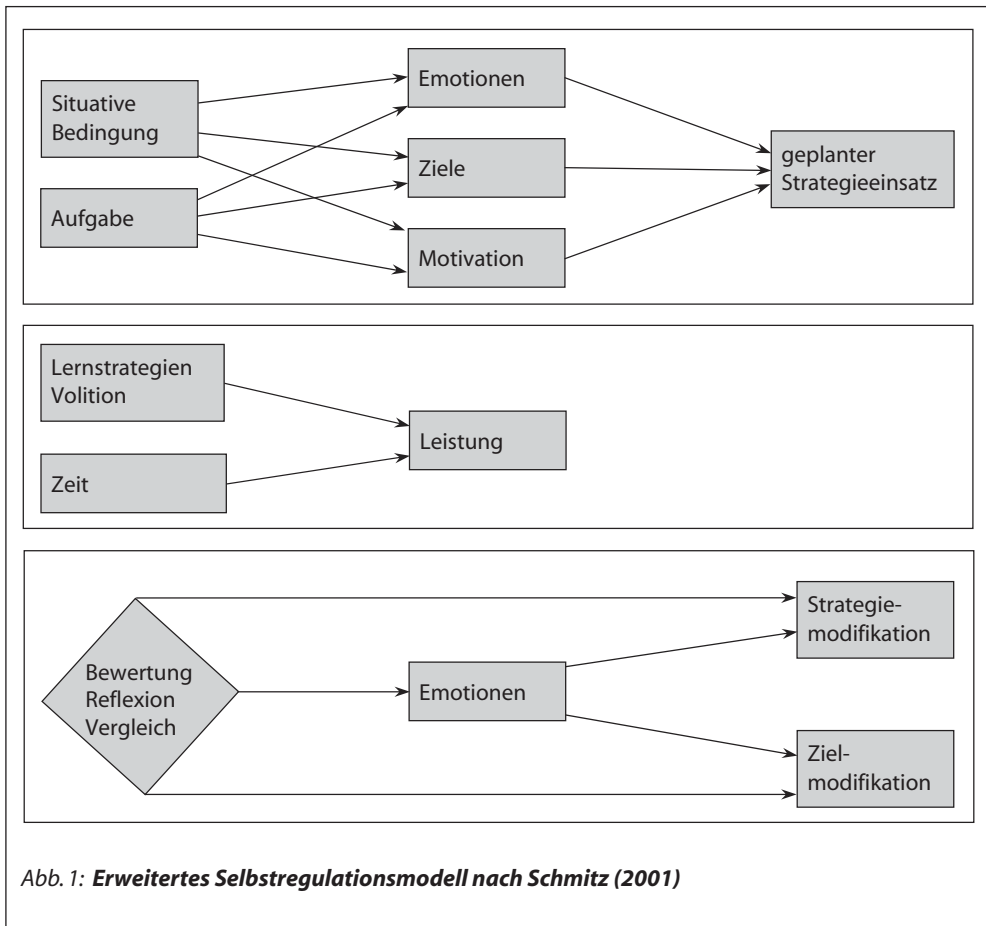 Situative
Bedingung
Aufgabe
Emotionen
Ziele
Motivation
geplanter
Strategieeinsatz
Lernstrategien
Volition
Zeit
Leistung
Bewertung
Reflexion
Vergleich
Emotionen
Strategie-
modifikation
Ziel-
modifikation
Abb. 1: Erweitertes Selbstregulationsmodell nach Schmitz (2001)